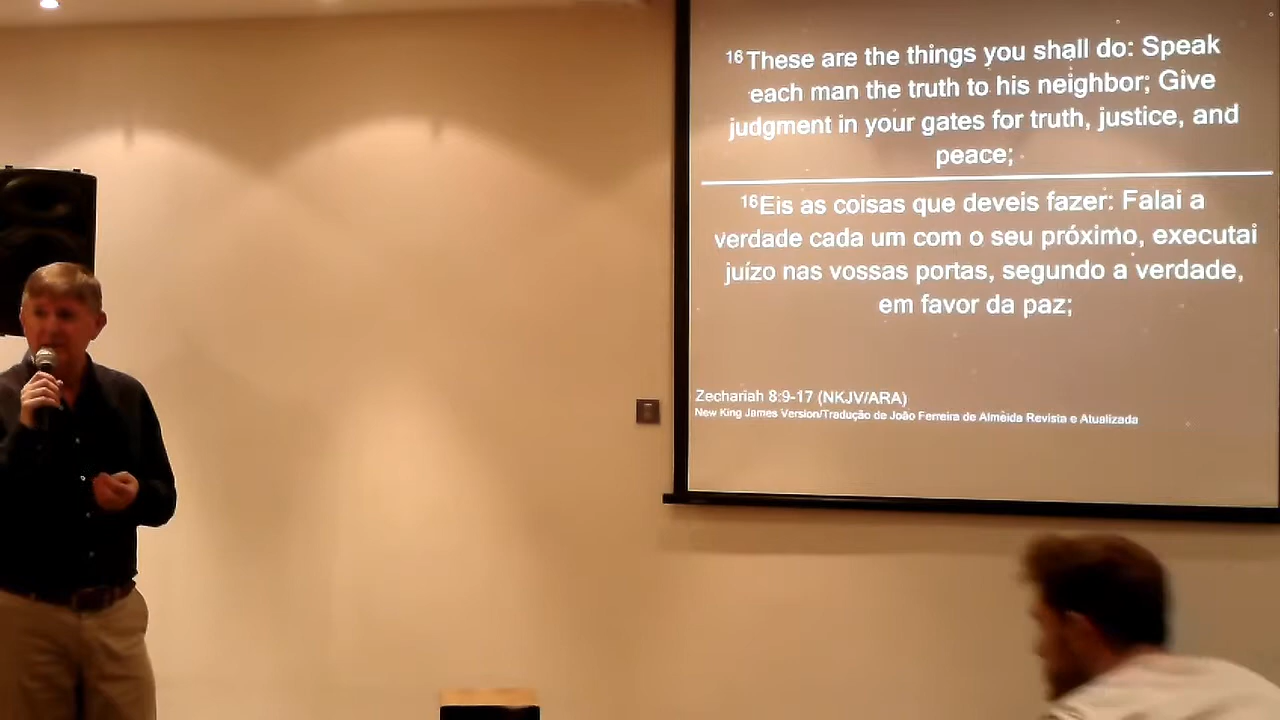 16These are the things you shall do: Speak
each man the truth to his neighbor; Give
judgment in your gates for truth, justice, and
peace;
16Eis as coisas que deveis fazer: Falai a
verdade cada um com o seu próximo, executai
juízo nas vossas portas, segundo a verdade,
em favor da paz;
Zechariah 8:9-17 (NKJV/ARA)
New King James Version/Tradução de João Ferreira de Almeida Revista e Atualizada